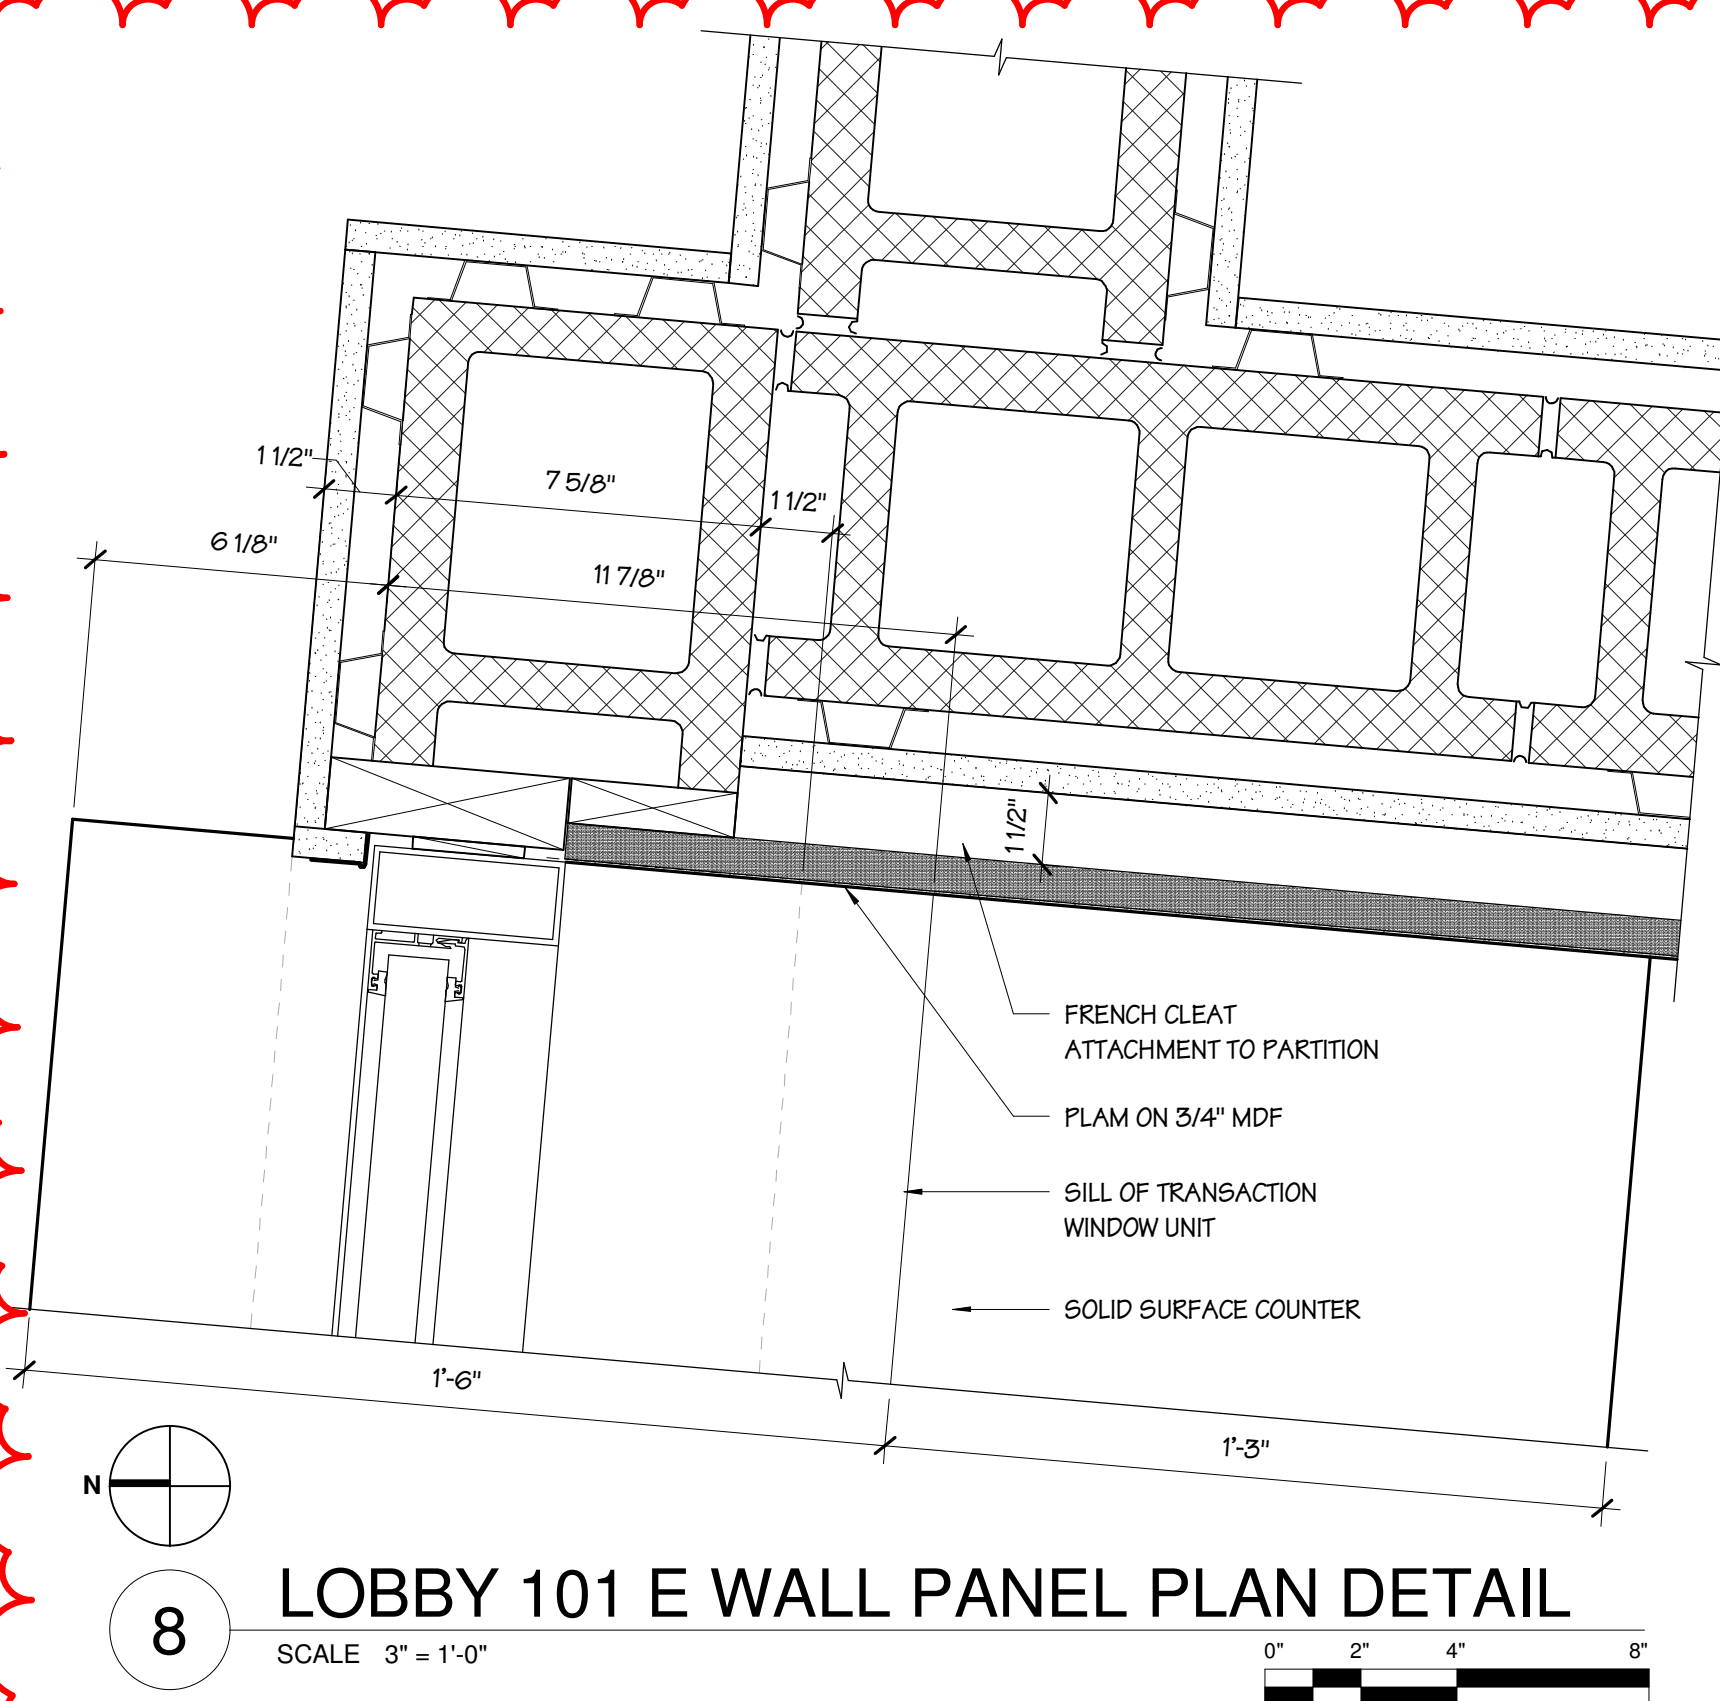 1 1/2"
7 5/8"
1 1/2"
6 1/8"
11 7/8"
1 1/2"
FRENCH CLEAT
ATTACHMENT TO PARTITION
PLAM ON 3/4" MDF
SILL OF TRANSACTION
WINDOW UNIT
SOLID SURFACE COUNTER
1'-6"
1'-3"
N
8
LOBBY 101 E WALL PANEL PLAN DETAIL
SCALE 3" = 1'-0"
0" 2" 4" 8"